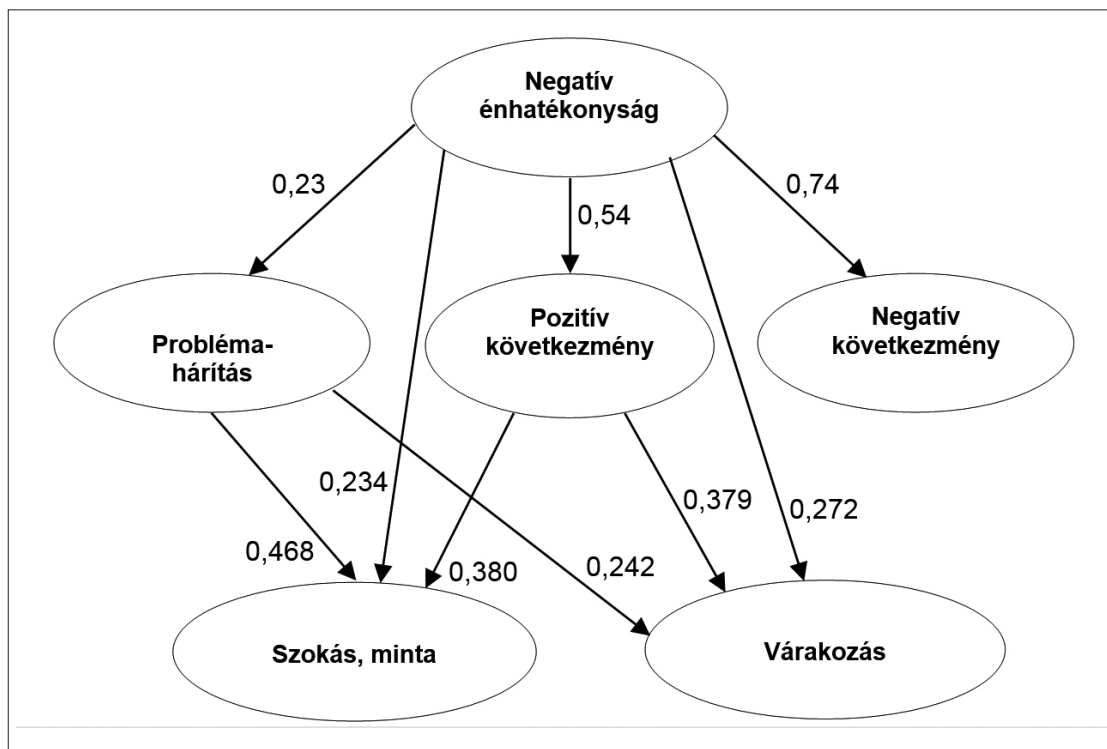 Negatív
énhatékonyság
0,23
0,54
0,74
Probléma-
hárítás
Pozitív
következmény
Negatív
következmény
0,234
0,379
0,272
0,468
0,380
0,242
Szokás, minta
Várakozás